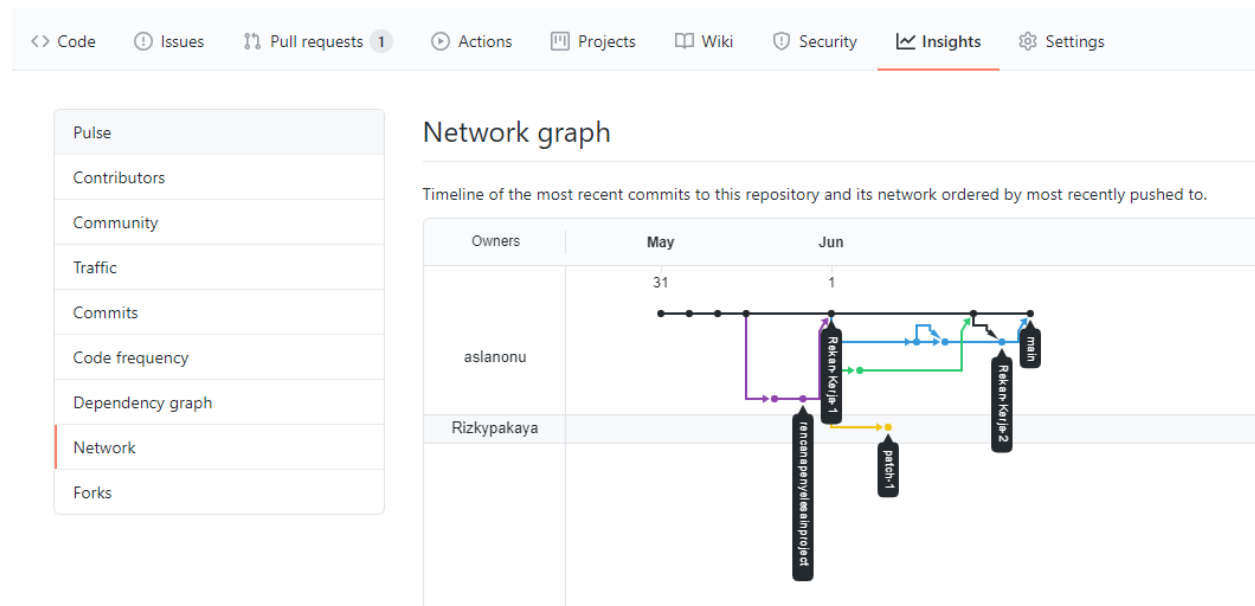 Code Issues Pull requests 1 Actions Projects Wiki Security Insights Settings
Pulse
Contributors
Community
Traffic
Commits
Code frequency
Dependency graph
Network
Forks
Network graph
Timeline of the most recent commits to this repository and its network ordered by most recently pushed to.
Owners May Jun
31 1
aslanonu
Rekan-Kerja-1
main
Rekan-Kerja-2
Rizkypakaya
rencanapenyelesainproject
patch-1